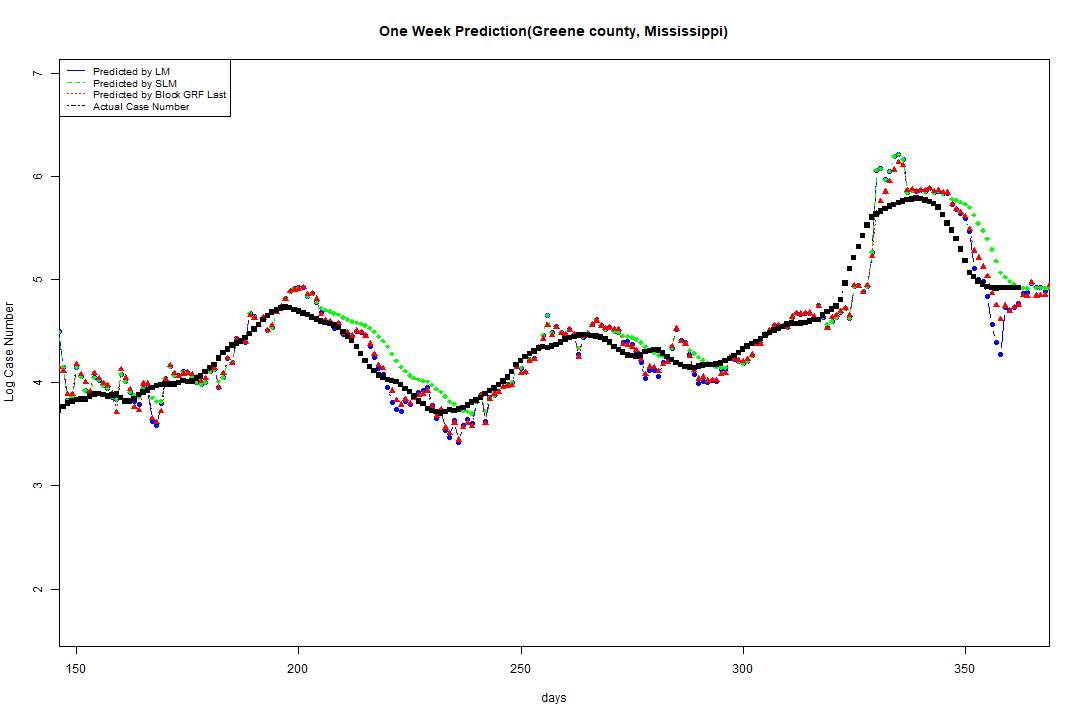 One Week Prediction(Greene county, Mississippi)
Predicted by LM
Predicted by SLM
Predicted by Block GRF Last
Actual Case Number
Log Case Number
7
6
5
4
3
2
150 200 250 300 350
days